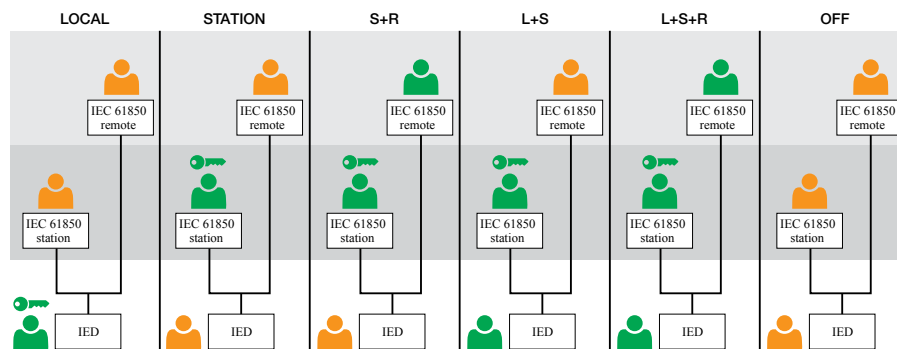 LOCAL STATION S+R L+S L+S+R OFF
IEC 61850 IEC 61850 IEC 61850 IEC 61850 IEC 61850 IEC 61850
remote remote remote remote remote remote
IEC 61850 IEC 61850 IEC 61850 IEC 61850 IEC 61850 IEC 61850
station station station station station station
IED IED IED IED IED IED